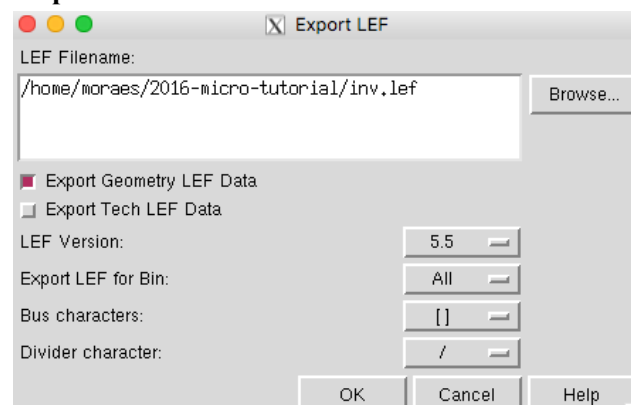 Export LEF
LEF Filename:
/home/moraes/2016-micro-tutorial/inv.lef
Browse...
Export Geometry LEF Data
Export Tech LEF Data
LEF Version: 5.5
Export LEF for Bin: All
Bus characters: []
Divider character: /
OK Cancel Help